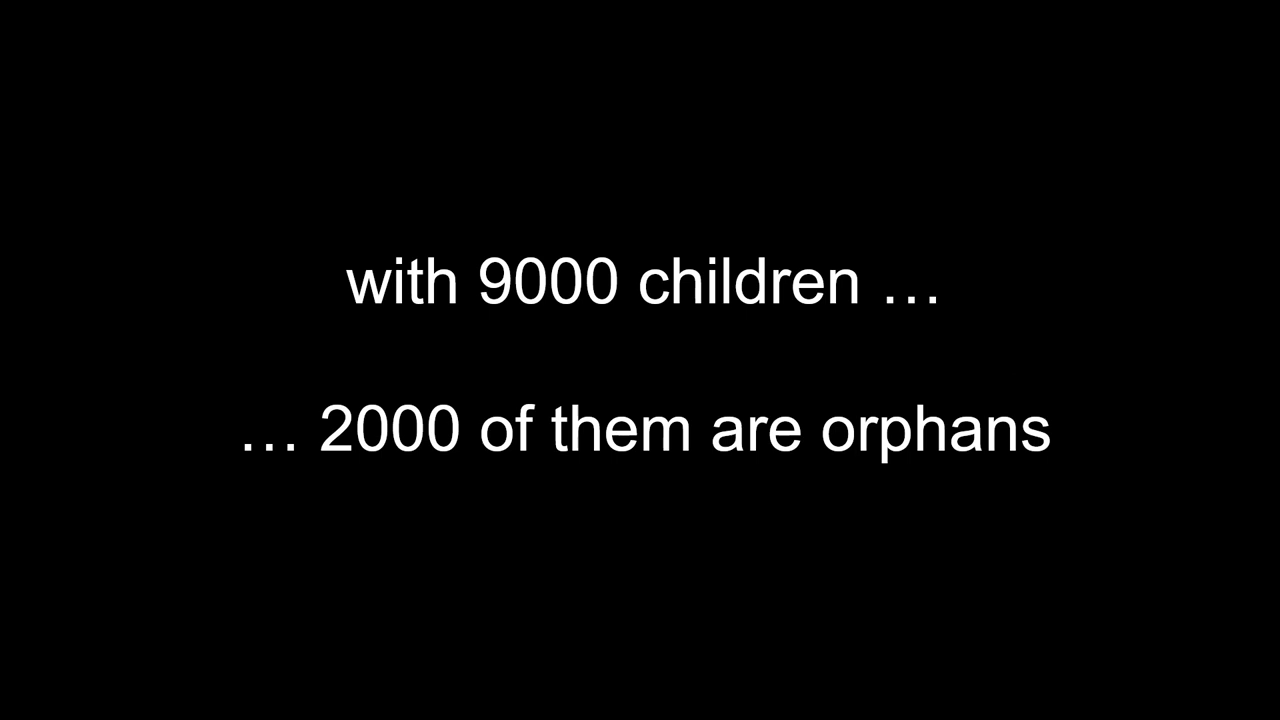 with 9000 children …
… 2000 of them are orphans